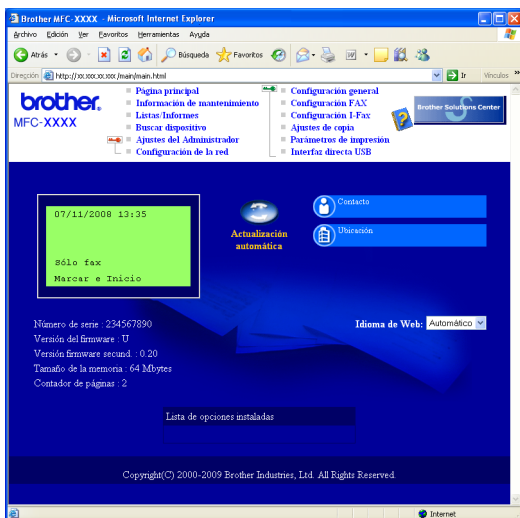 Brother MFC-XXXX - Microsoft Internet Explorer
Archivo Edición Ver Favoritos Herramientas Ayuda
Atrás Búsqueda Favoritos
Dirección http://xx.xxx.xx.xxx/main/main.html Ir Vínculos »
brother.
MFC-XXXX
Página principal
Información de mantenimiento
Listas/Informes
Buscar dispositivo
Ajustes del Administrador
Configuración de la red
Configuración general
Configuración FAX
Configuración I-Fax
Ajustes de copia
Parámetros de impresión
Interfaz directa USB
Brother Solutions Center
07/11/2008 13:35
Sólo fax
Marcar e Inicio
Actualización
automática
Contacto
Ubicación
Número de serie : 234567890
Versión del firmware : U
Versión firmware secund. : 0.20
Tamaño de la memoria : 64 Mbytes
Contador de páginas : 2
Idioma de Web: Automático
Lista de opciones instaladas
Copyright(C) 2000-2009 Brother Industries, Ltd. All Rights Reserved.
Internet